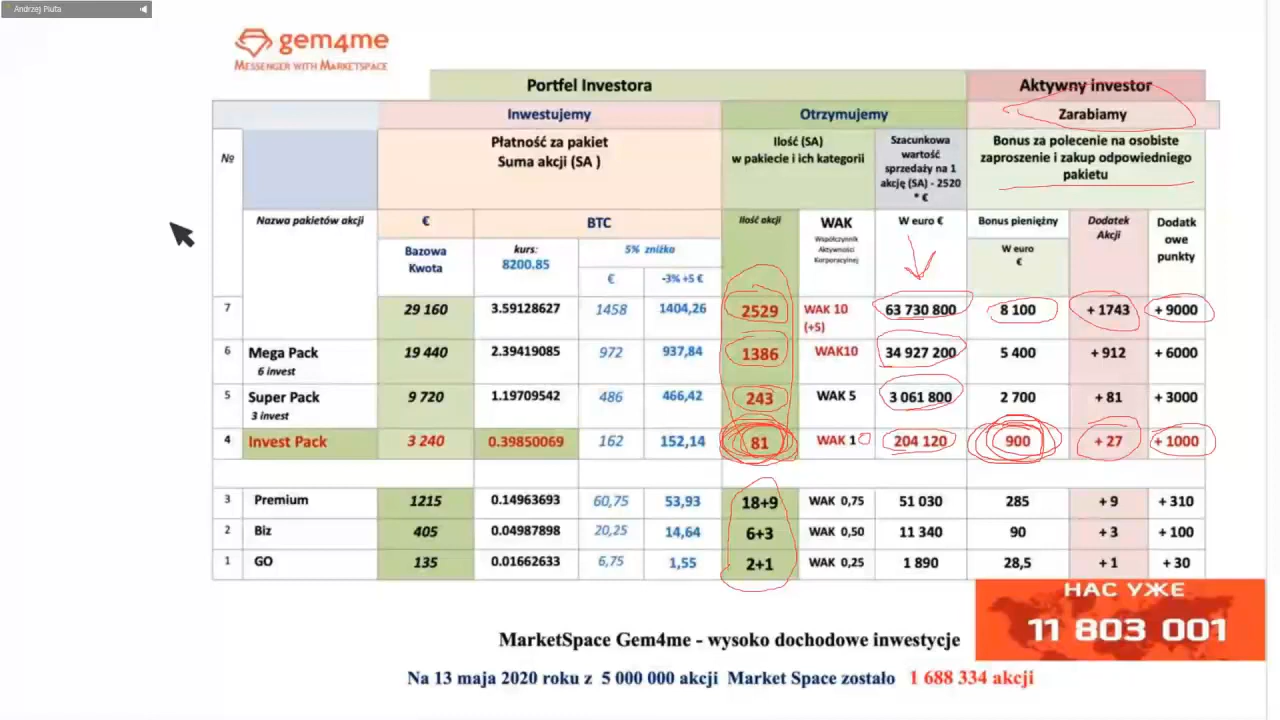 Andrzej Pluta
gem4me
MESSENGER WITH MARKETSPACE
Portfel Investora
Aktywny investor
Inwestujemy
Otrzymujemy
Zarabiamy
№
Płatność za pakiet
Suma akcji (SA )
Ilość (SA)
w pakiecie i ich kategorii
Szacunkowa
wartość
sprzedaży na 1
akcję (SA) - 2520
* €
Bonus za polecenie na osobiste
zaproszenie i zakup odpowiedniego
pakietu
Nazwa pakietów akcji
€
BTC
Ilość akcji
WAK
Współczynnik
Aktywności
Korporacyjnej
W euro €
Bonus pieniężny
Dodatek
Akcji
Dodatk
owe
punkty
Bazowa
Kwota
kurs:
8200.85
5% zniżka
€
-3% +5 €
W euro
€
7 29 160 3.59128627 1458 1404,26 2529 WAK 10 63 730 800 8 100 + 1743 + 9000
(+5)
6 Mega Pack 19 440 2.39419085 972 937,84 1386 WAK10 34 927 200 5 400 + 912 + 6000
6 invest
5 Super Pack 9 720 1.19709542 486 466,42 243 WAK 5 3 061 800 2 700 + 81 + 3000
3 invest
4 Invest Pack 3 240 0.39850069 162 152,14 81 WAK 1 204 120 900 + 27 + 1000
3 Premium 1215 0.14963693 60,75 53,93 18+9 WAK 0,75 51 030 285 + 9 + 310
2 Biz 405 0.04987898 20,25 14,64 6+3 WAK 0,50 11 340 90 + 3 + 100
1 GO 135 0.01662633 6,75 1,55 2+1 WAK 0,25 1 890 28,5 + 1 + 30
НАС УЖЕ
11 803 001
MarketSpace Gem4me - wysoko dochodowe inwestycje
Na 13 maja 2020 roku z 5 000 000 akcji Market Space zostało 1 688 334 akcji